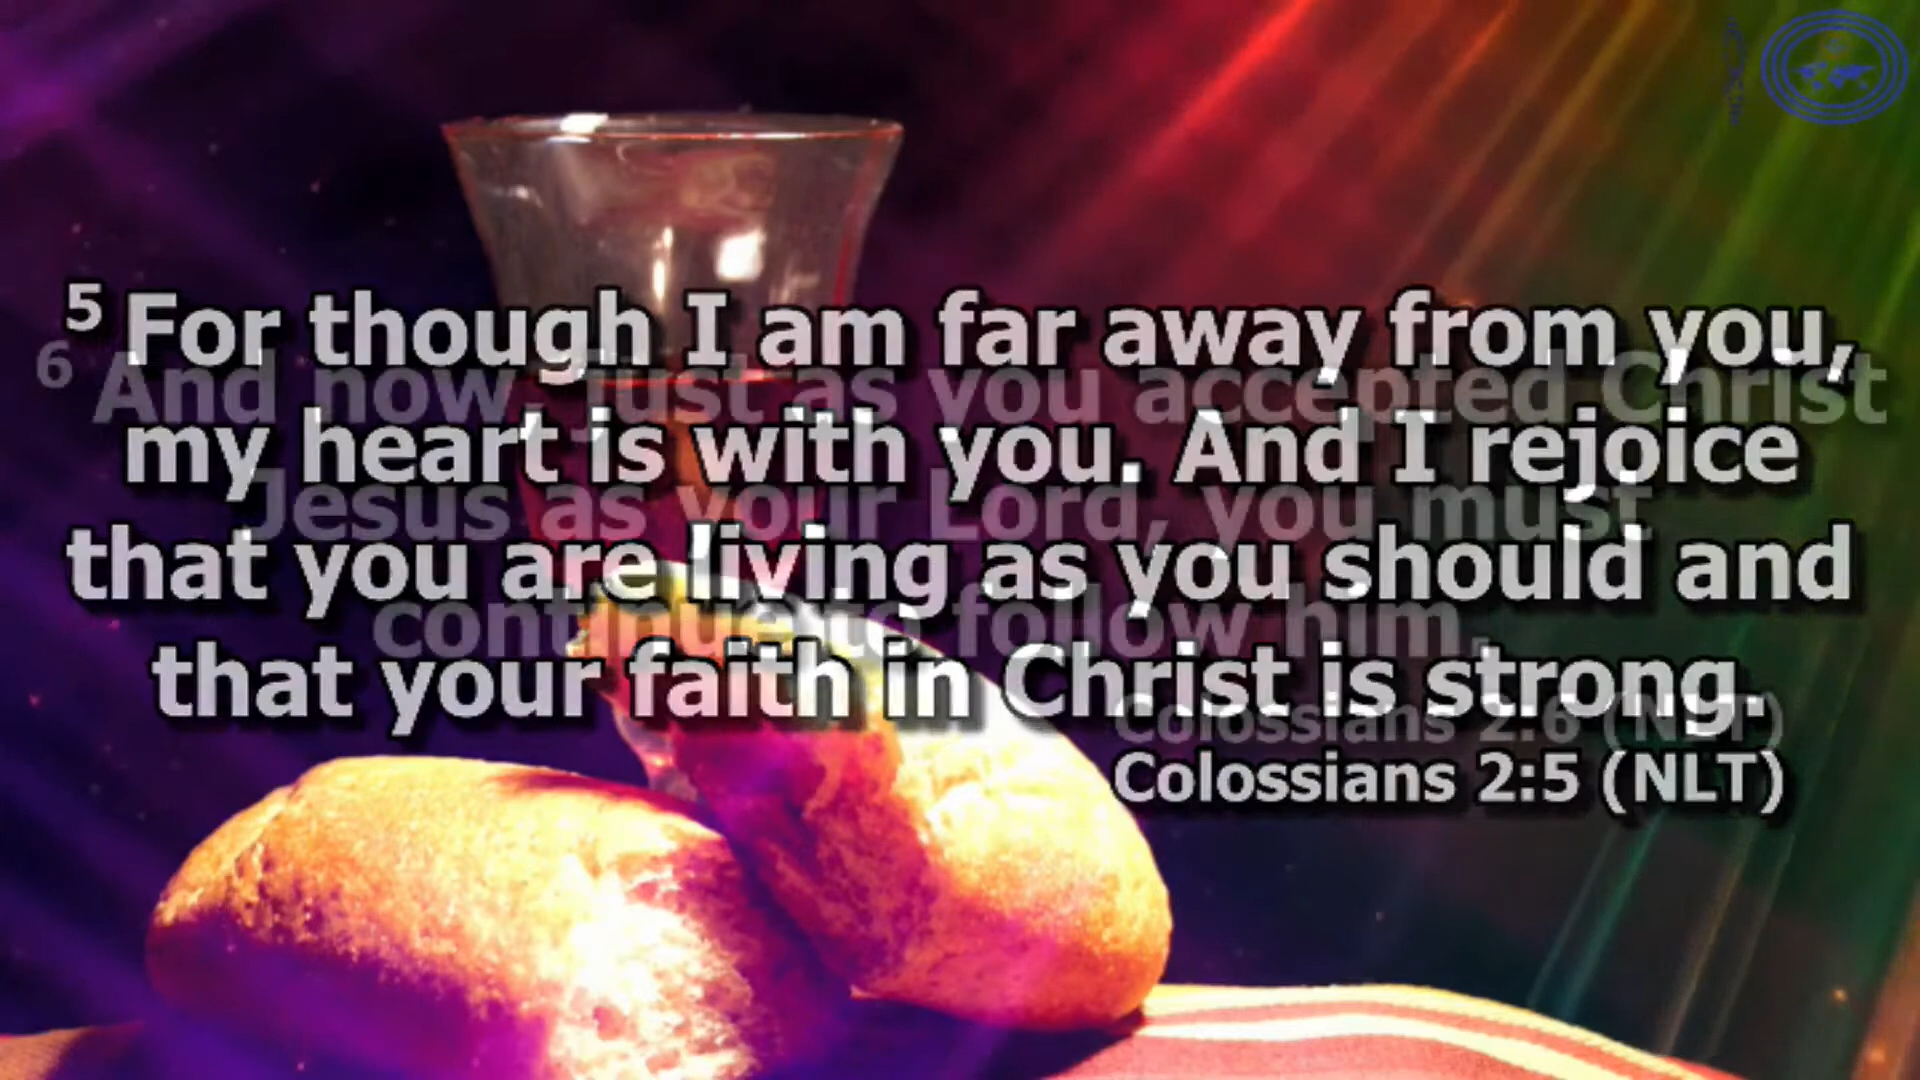 5 For though I am far away from you,
my heart is with you. And I rejoice
that you are living as you should and
that your faith in Christ is strong.
Colossians 2:5 (NLT)
6 And now, just as you accepted Christ
Jesus as your Lord, you must
continue to follow him.
Colossians 2:6 (NLT)